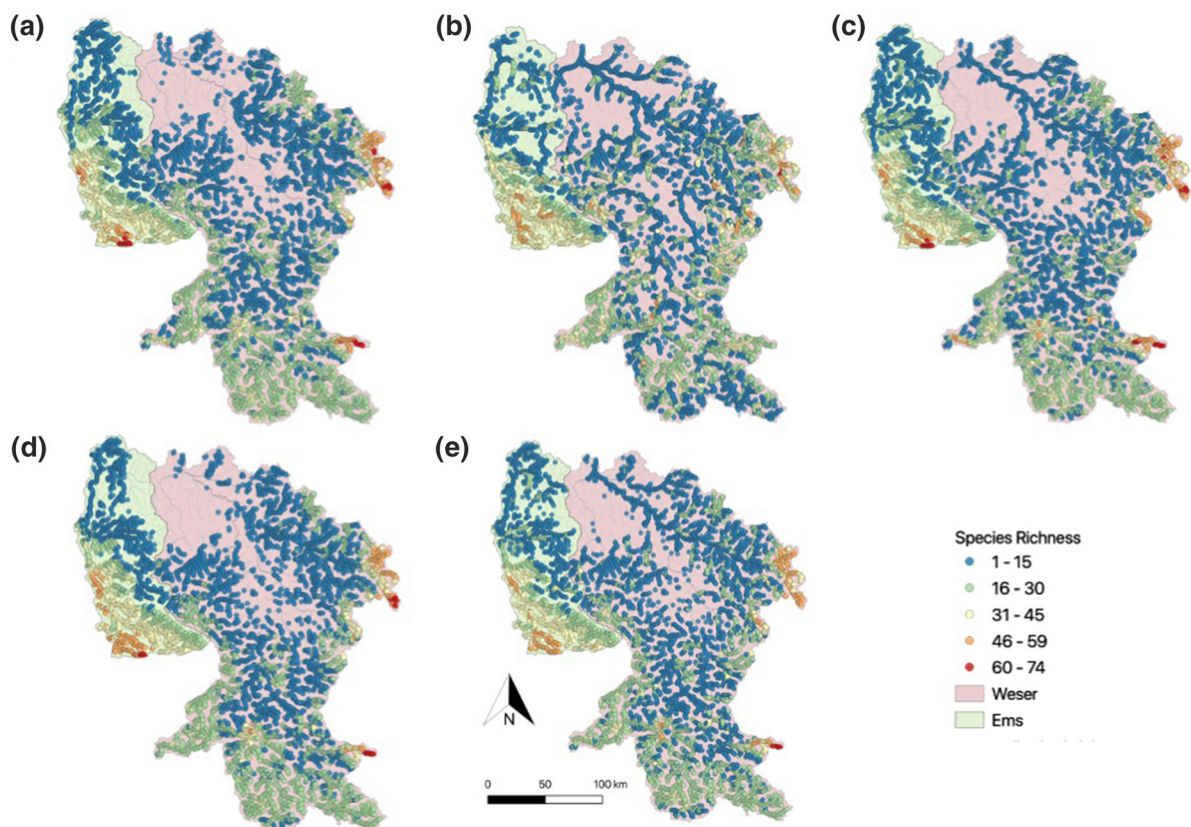 (a)
(b)
(c)
(d)
(e)
Species Richness
1 - 15
16 - 30
31 - 45
46 - 59
60 - 74
Weser
Ems
N
0 50 100 km